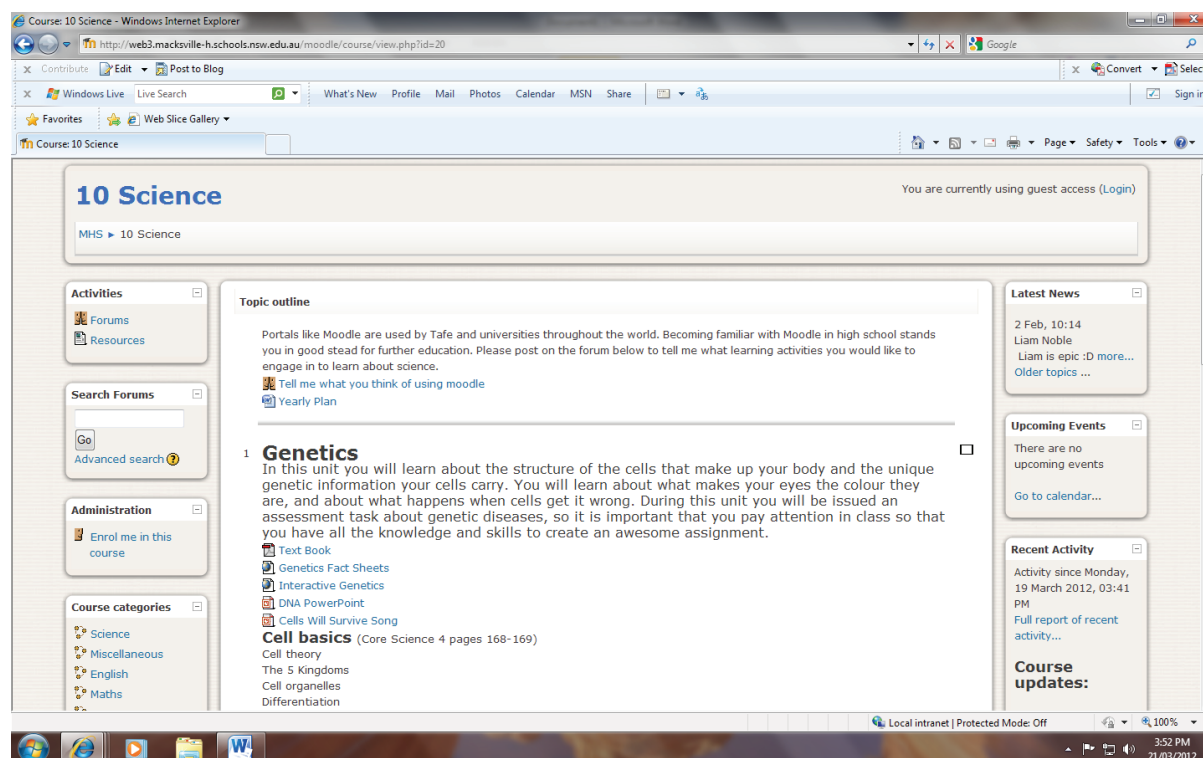 Course: 10 Science - Windows Internet Explorer
http://web3.macksville-h.schools.nsw.edu.au/moodle/course/view.php?id=20
Google
x Contribute Edit Post to Blog
x Convert Selec
x Windows Live Live Search What's New Profile Mail Photos Calendar MSN Share Sign in
Favorites Web Slice Gallery
Course: 10 Science
Page Safety Tools
10 Science
You are currently using guest access (Login)
MHS ► 10 Science
Activities
Forums
Resources
Search Forums
Go
Advanced search
Administration
Enrol me in this
course
Course categories
Science
Miscellaneous
English
Maths
Topic outline
Portals like Moodle are used by Tafe and universities throughout the world. Becoming familiar with Moodle in high school stands
you in good stead for further education. Please post on the forum below to tell me what learning activities you would like to
engage in to learn about science.
Tell me what you think of using moodle
Yearly Plan
1 Genetics
In this unit you will learn about the structure of the cells that make up your body and the unique
genetic information your cells carry. You will learn about what makes your eyes the colour they
are, and about what happens when cells get it wrong. During this unit you will be issued an
assessment task about genetic diseases, so it is important that you pay attention in class so that
you have all the knowledge and skills to create an awesome assignment.
Text Book
Genetics Fact Sheets
Interactive Genetics
DNA PowerPoint
Cells Will Survive Song
Cell basics (Core Science 4 pages 168-169)
Cell theory
The 5 Kingdoms
Cell organelles
Differentiation
Latest News
2 Feb, 10:14
Liam Noble
Liam is epic :D more...
Older topics ...
Upcoming Events
There are no
upcoming events
Go to calendar...
Recent Activity
Activity since Monday,
19 March 2012, 03:41
PM
Full report of recent
activity...
Course
updates:
Local intranet | Protected Mode: Off
100%
3:52 PM
21/03/2012